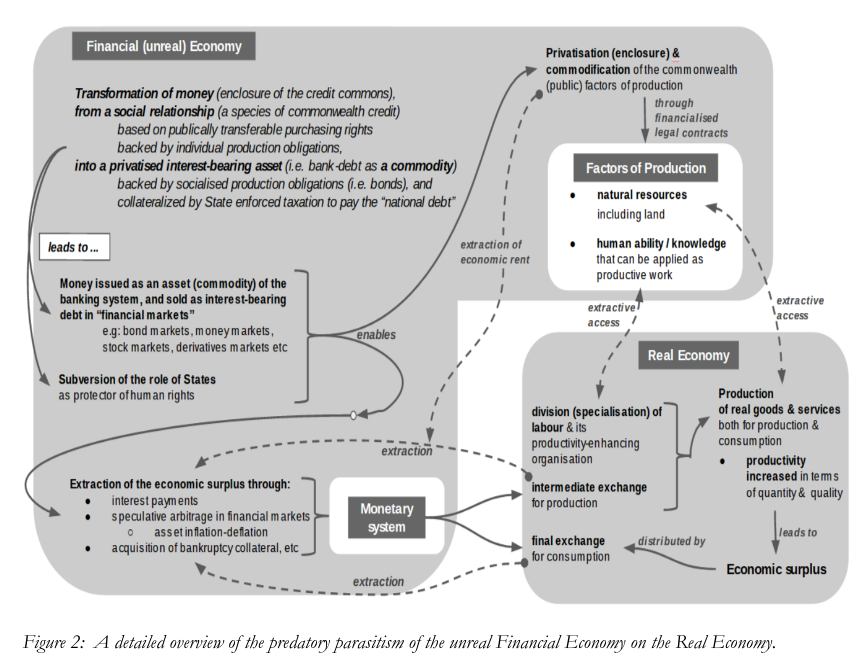 Financial (unreal) Economy
Transformation of money (enclosure of the credit commons),
from a social relationship (a species of commonwealth credit)
based on publically transferable purchasing rights
backed by individual production obligations,
into a privatised interest-bearing asset (i.e. bank-debt as a commodity)
backed by socialised production obligations (i.e. bonds), and
collateralized by State enforced taxation to pay the “national debt”
leads to ...
Money issued as an asset (commodity) of the
banking system, and sold as interest-bearing
debt in “financial markets”
e.g: bond markets, money markets,
stock markets, derivatives markets etc
Subversion of the role of States
as protector of human rights
enables
Privatisation (enclosure) &
commodification of the commonwealth
(public) factors of production
through
financialised
legal contracts
Factors of Production
• natural resources
including land
• human ability / knowledge
that can be applied as
productive work
extraction of
economic rent
extractive
access
extractive
access
Real Economy
division (specialisation) of
labour & its
productivity-enhancing
organisation
intermediate exchange
for production
final exchange
for consumption
Production
of real goods & services
both for production &
consumption
• productivity
increased in terms
of quantity & quality
leads to
Economic surplus
distributed by
extraction
Extraction of the economic surplus through:
• interest payments
• speculative arbitrage in financial markets
○ asset inflation-deflation
• acquisition of bankruptcy collateral, etc
Monetary
system
extraction
Figure 2: A detailed overview of the predatory parasitism of the unreal Financial Economy on the Real Economy.